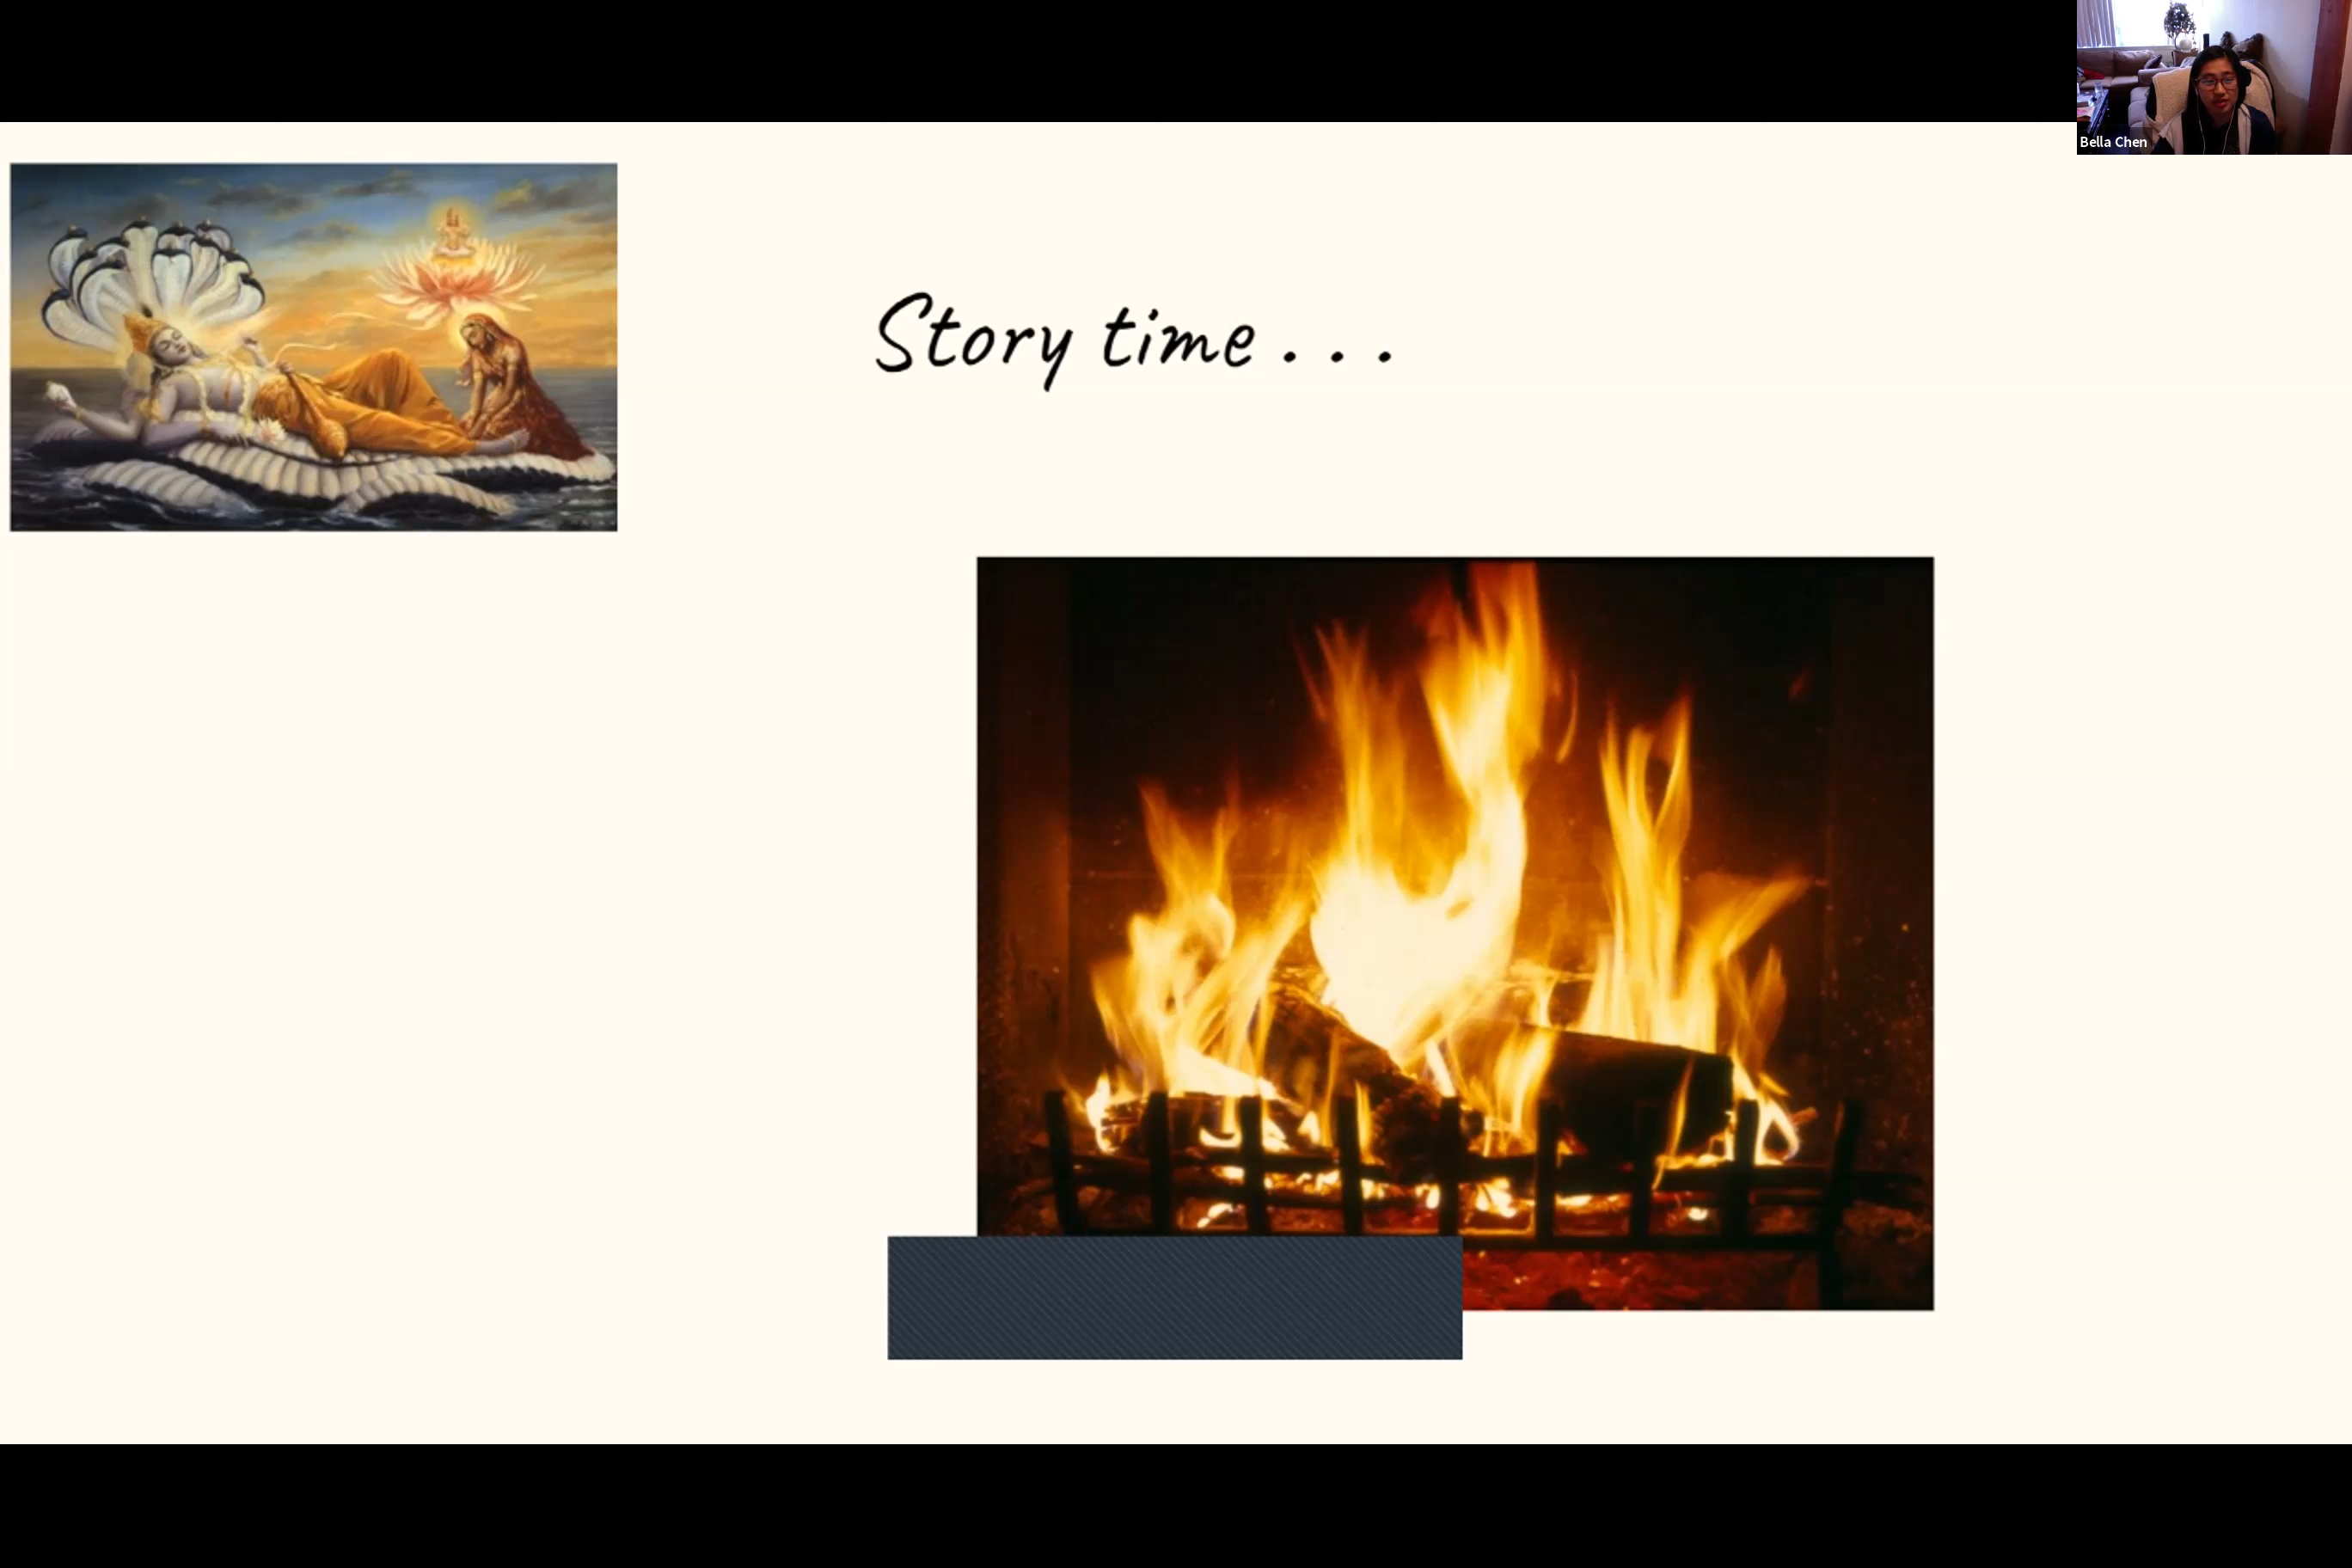 Bella Chen
Story time . . .